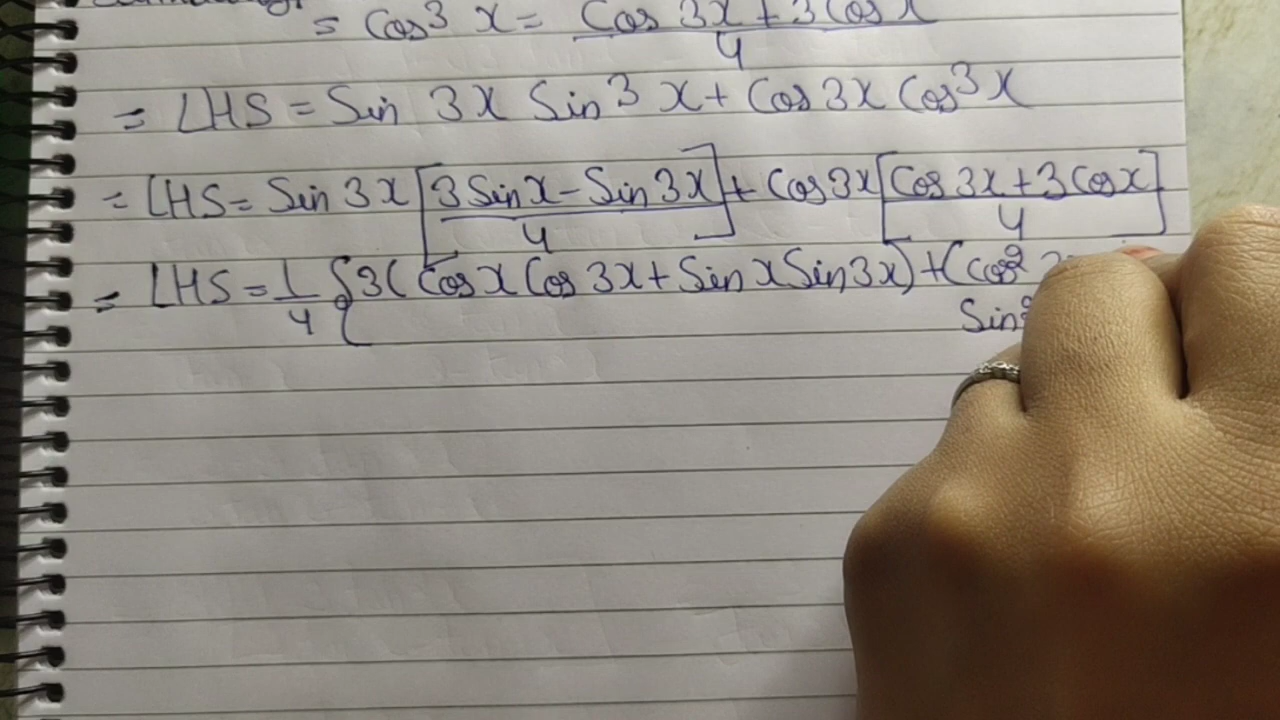 = Cos³ x = Cos 3x + 3 Cos x / 4
= LHS = Sin 3x Sin³ x + Cos 3x Cos³ x
= LHS = Sin 3x [3 Sin x - Sin 3x / 4] + Cos 3x [Cos 3x + 3 Cos x / 4]
= LHS = 1/4 { 3( Cos x Cos 3x + Sin x Sin 3x) + (Cos²
Sin²